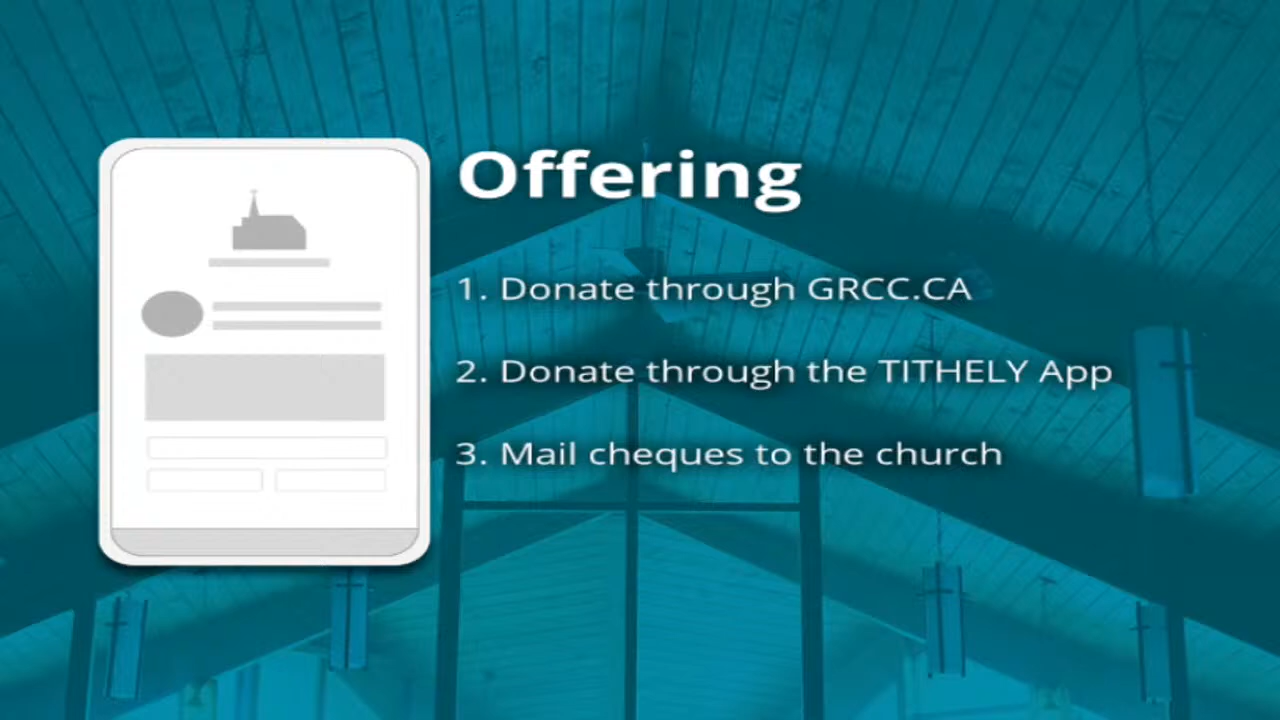 Offering
1. Donate through GRCC.CA
2. Donate through the TITHELY App
3. Mail cheques to the church